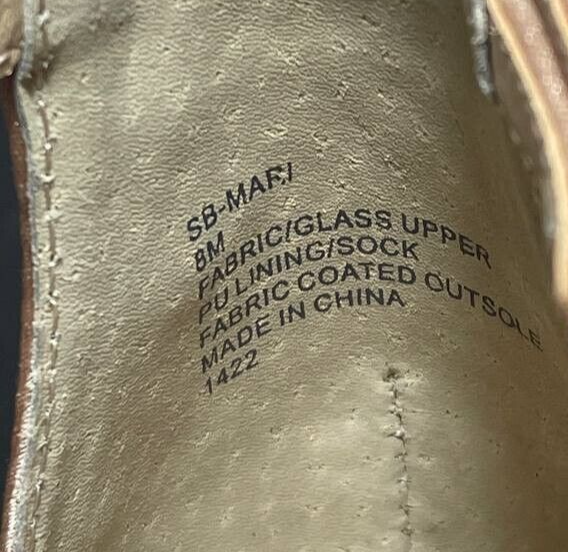 SB-MARI
8M
FABRIC/GLASS UPPER
PU LINING/SOCK
FABRIC COATED OUTSOLE
MADE IN CHINA
1422